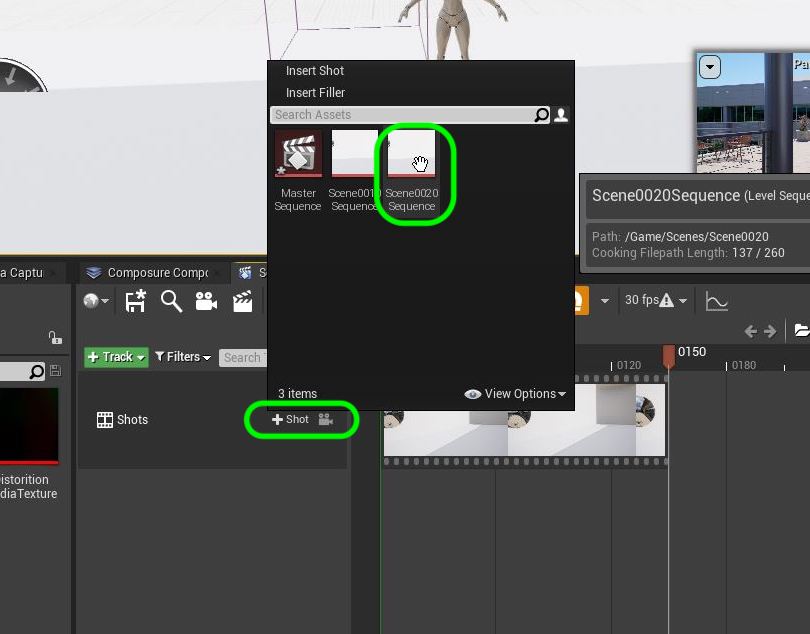 Insert Shot
Insert Filler
Search Assets
Pa
Master Sequence
Scene0010 Sequence
Scene0020 Sequence
Scene0020Sequence (Level Seque
Path: /Game/Scenes/Scene0020
Cooking Filepath Length: 137 / 260
a Captu
Composure Compo
S
30 fps
+ Track
Filters
Search T
0120
0150
0180
3 items
View Options
Shots
+ Shot
istortion
diaTexture